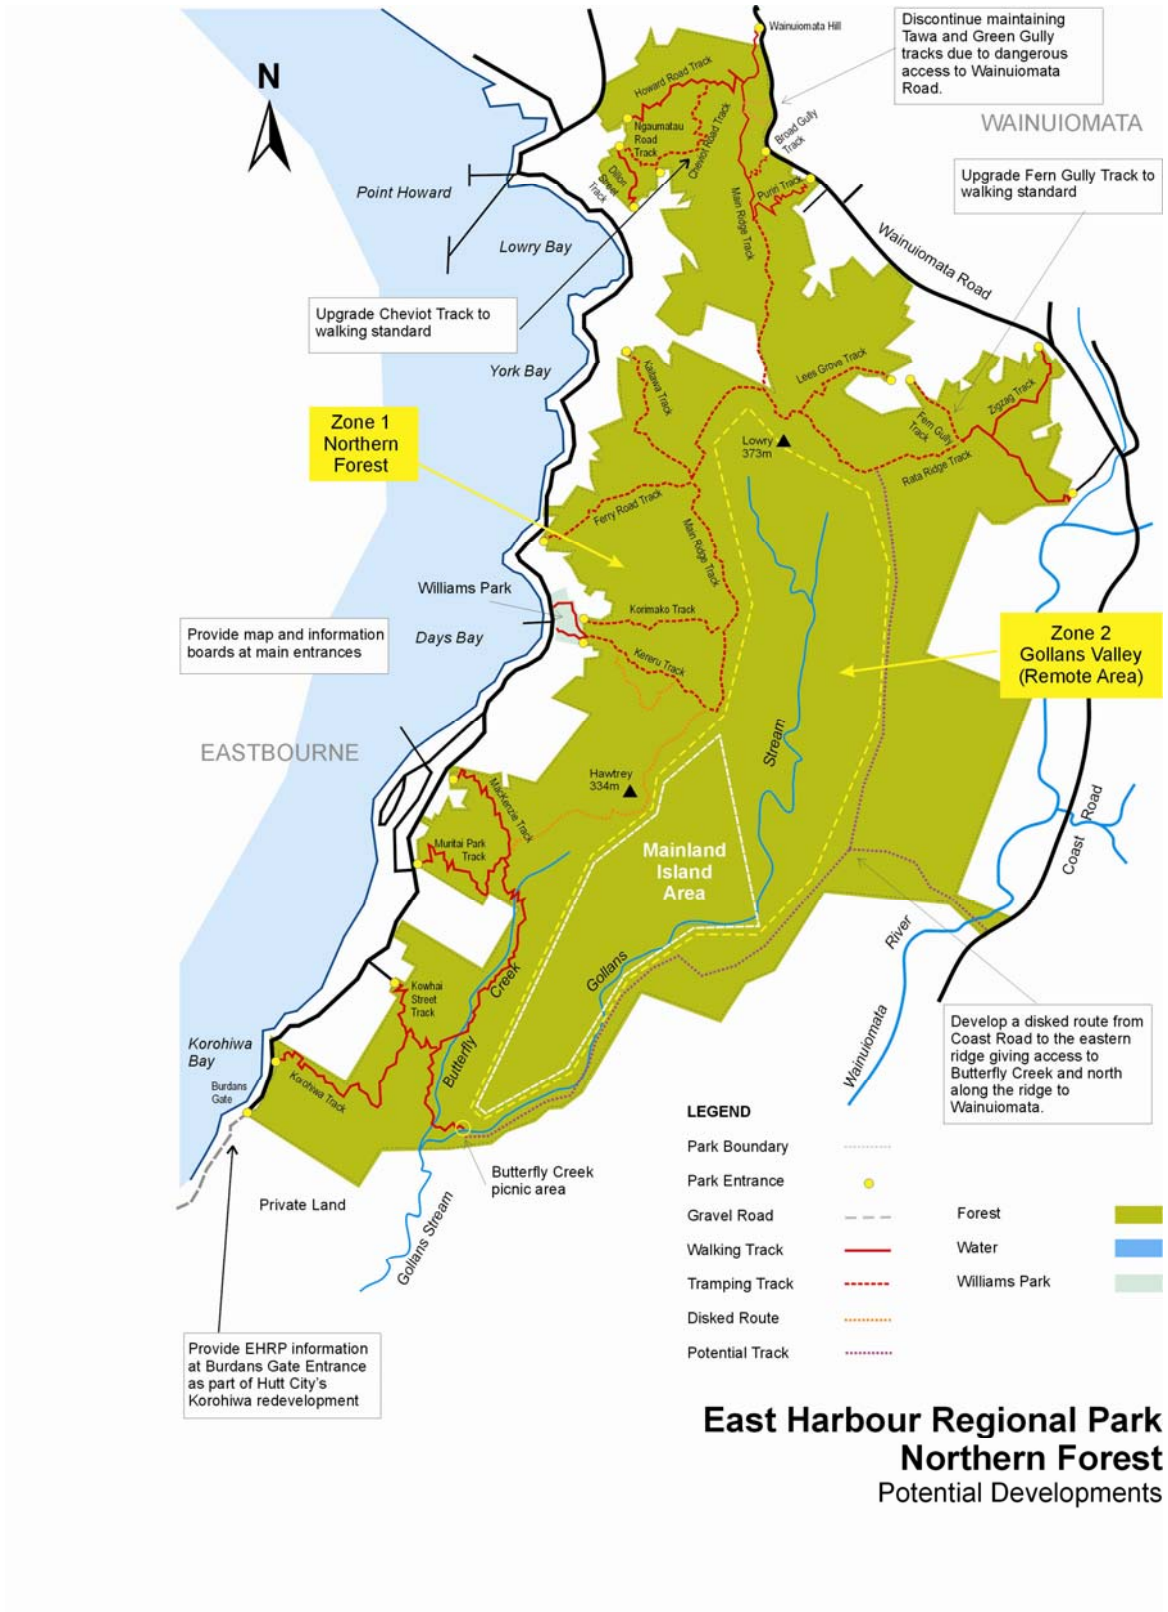 Wainuiomata Hill
Discontinue maintaining
Tawa and Green Gully
tracks due to dangerous
access to Wainuiomata
Road.
N
WAINUIOMATA
Howard Road Track
Ngaumatau
Road
Track
Cheviot Road Track
Broad Gully
Track
Dillon
Street
Track
Purin Track
Main Ridge Track
Upgrade Fern Gully Track to
walking standard
Point Howard
Lowry Bay
Wainuiomata Road
Upgrade Cheviot Track to
walking standard
York Bay
Kaitawa Track
Lees Grove Track
Zigzag Track
Fern Gully
Track
Zone 1
Northern
Forest
Lowry
373m
Rata Ridge Track
Ferry Road Track
Main Ridge Track
Williams Park
Korimako Track
Days Bay
Kereru Track
Provide map and information
boards at main entrances
Zone 2
Gollans Valley
(Remote Area)
EASTBOURNE
Stream
Hawtrey
334m
MacKenzie Track
Muritai Park
Track
Mainland
Island
Area
Coast Road
River
Wainuiomata
Gollans
Creek
Butterfly
Kowhai
Street
Track
Korohiwa
Bay
Korohiwa Track
Burdans
Gate
Develop a disked route from
Coast Road to the eastern
ridge giving access to
Butterfly Creek and north
along the ridge to
Wainuiomata.
Butterfly Creek
picnic area
Private Land
Gollans Stream
LEGEND
Park Boundary
Park Entrance
Gravel Road
Walking Track
Tramping Track
Disked Route
Potential Track
Forest
Water
Williams Park
Provide EHRP information
at Burdans Gate Entrance
as part of Hutt City's
Korohiwa redevelopment
East Harbour Regional Park
Northern Forest
Potential Developments